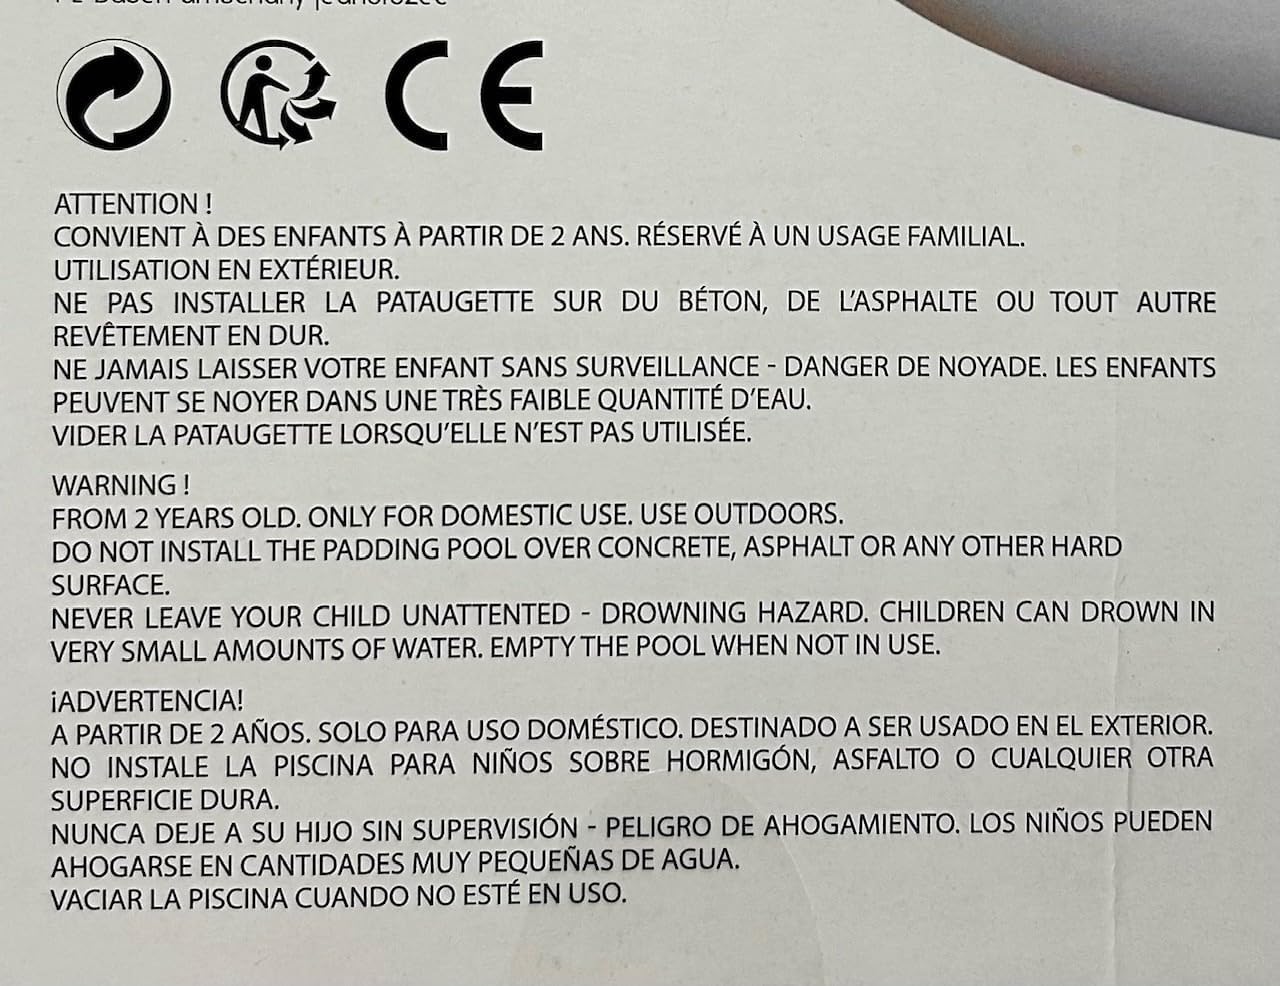 CE
ATTENTION !
CONVIENT À DES ENFANTS À PARTIR DE 2 ANS. RÉSERVÉ À UN USAGE FAMILIAL.
UTILISATION EN EXTÉRIEUR.
NE PAS INSTALLER LA PATAUGETTE SUR DU BÉTON, DE L'ASPHALTE OU TOUT AUTRE
REVÊTEMENT EN DUR.
NE JAMAIS LAISSER VOTRE ENFANT SANS SURVEILLANCE - DANGER DE NOYADE. LES ENFANTS
PEUVENT SE NOYER DANS UNE TRÈS FAIBLE QUANTITÉ D'EAU.
VIDER LA PATAUGETTE LORSQU'ELLE N'EST PAS UTILISÉE.
WARNING !
FROM 2 YEARS OLD. ONLY FOR DOMESTIC USE. USE OUTDOORS.
DO NOT INSTALL THE PADDING POOL OVER CONCRETE, ASPHALT OR ANY OTHER HARD
SURFACE.
NEVER LEAVE YOUR CHILD UNATTENTED - DROWNING HAZARD. CHILDREN CAN DROWN IN
VERY SMALL AMOUNTS OF WATER. EMPTY THE POOL WHEN NOT IN USE.
¡ADVERTENCIA!
A PARTIR DE 2 AÑOS. SOLO PARA USO DOMÉSTICO. DESTINADO A SER USADO EN EL EXTERIOR.
NO INSTALE LA PISCINA PARA NIÑOS SOBRE HORMIGÓN, ASFALTO O CUALQUIER OTRA
SUPERFICIE DURA.
NUNCA DEJE A SU HIJO SIN SUPERVISIÓN - PELIGRO DE AHOGAMIENTO. LOS NIÑOS PUEDEN
AHOGARSE EN CANTIDADES MUY PEQUEÑAS DE AGUA.
VACIAR LA PISCINA CUANDO NO ESTÉ EN USO.